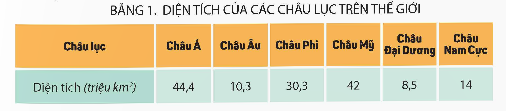 BẢNG 1. DIỆN TÍCH CỦA CÁC CHÂU LỤC TRÊN THẾ GIỚI
Châu lục Châu Á Châu Âu Châu Phi Châu Mỹ Châu Đại Dương Châu Nam Cực
Diện tích (triệu km²) 44,4 10,3 30,3 42 8,5 14